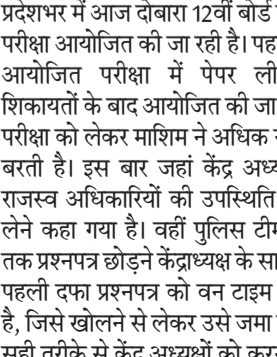 प्रदेशभर में आज दोबारा 12वीं बोर्ड
परीक्षा आयोजित की जा रही है।
आयोजित परीक्षा में पेपर
शिकायतों के बाद आयोजित की जा
परीक्षा को लेकर माशिम ने अधिक
बरती है। इस बार जहां केंद्र
राजस्व अधिकारियों की उपस्थिति
लेने कहा गया है। वहीं पुलिस
तक प्रश्नपत्र छोड़ने केंद्राध्यक्ष के
पहली दफा प्रश्नपत्र को वन टाइम
है, जिसे खोलने से लेकर उसे जमा